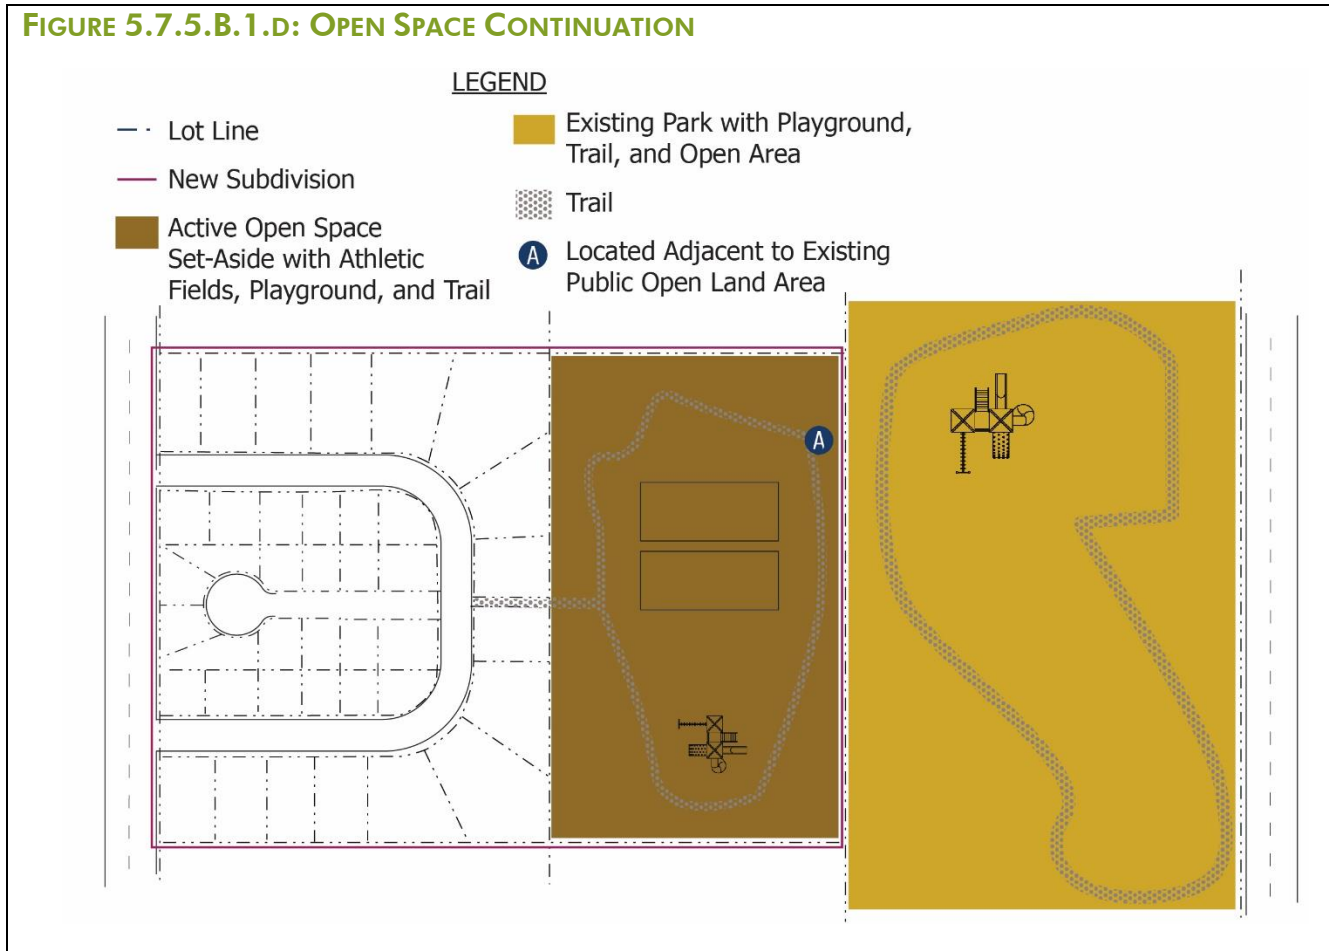 FIGURE 5.7.5.B.1.D: OPEN SPACE CONTINUATION
LEGEND
Lot Line
New Subdivision
Active Open Space
Set-Aside with Athletic
Fields, Playground, and Trail
Existing Park with Playground,
Trail, and Open Area
Trail
A Located Adjacent to Existing
Public Open Land Area
A